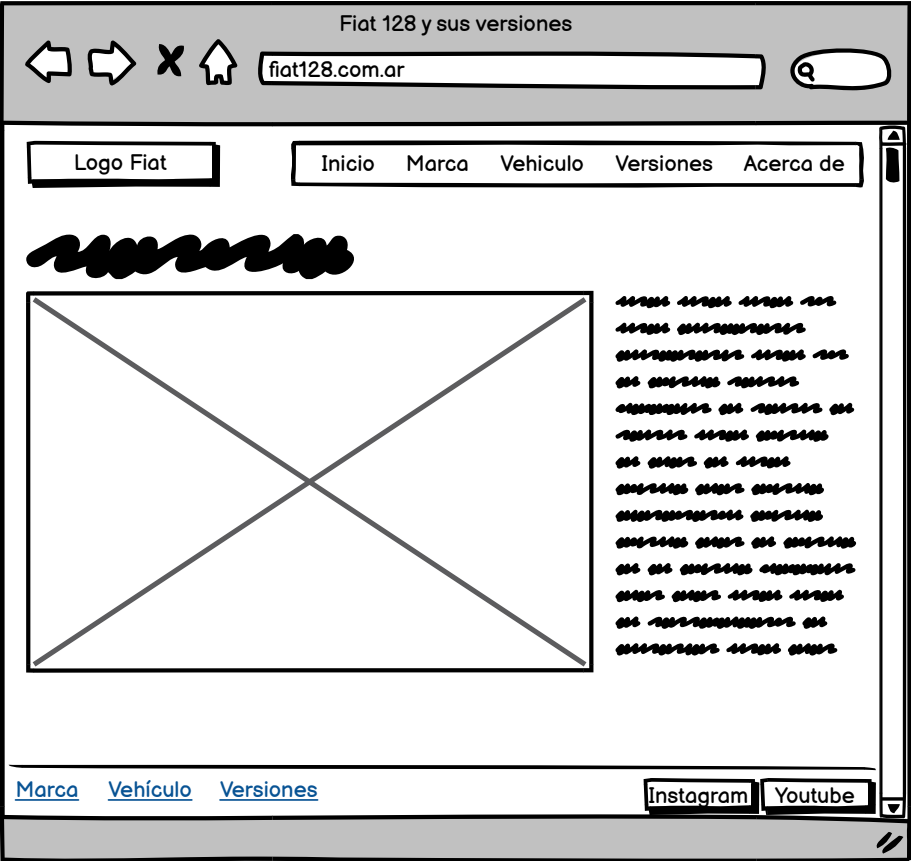 Fiat 128 y sus versiones
fiat128.com.ar
Logo Fiat
Inicio Marca Vehiculo Versiones Acerca de
Marca Vehículo Versiones
Instagram Youtube